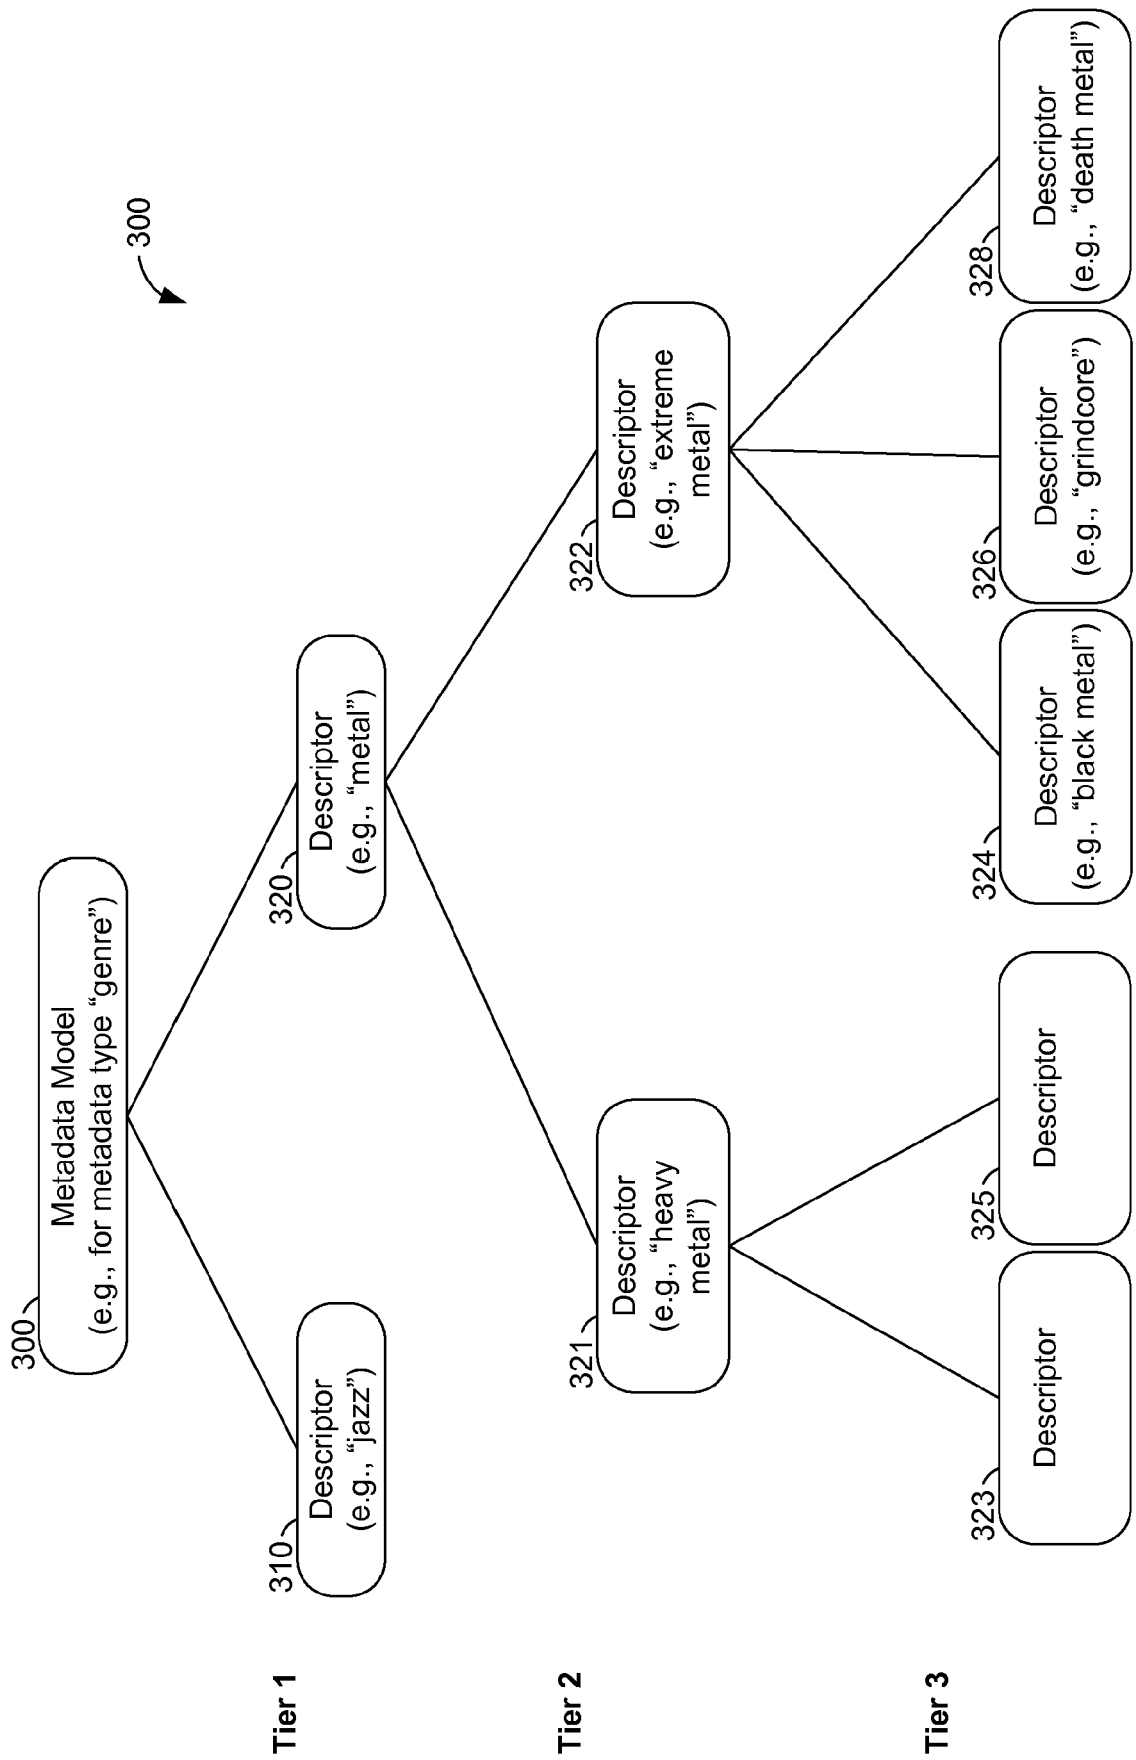 300
300
Metadata Model
(e.g., for metadata type “genre”)
Tier 1
310
Descriptor
(e.g., “jazz”)
320
Descriptor
(e.g., “metal”)
Tier 2
321
Descriptor
(e.g., “heavy
metal”)
322
Descriptor
(e.g., “extreme
metal”)
Tier 3
323
Descriptor
325
Descriptor
324
Descriptor
(e.g., “black metal”)
326
Descriptor
(e.g., “grindcore”)
328
Descriptor
(e.g., “death metal”)